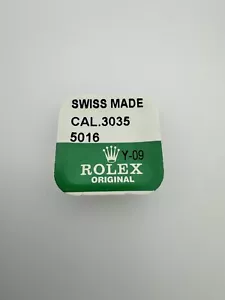 SWISS MADE
CAL.3035
5016
Y-09
ROLEX
ORIGINAL